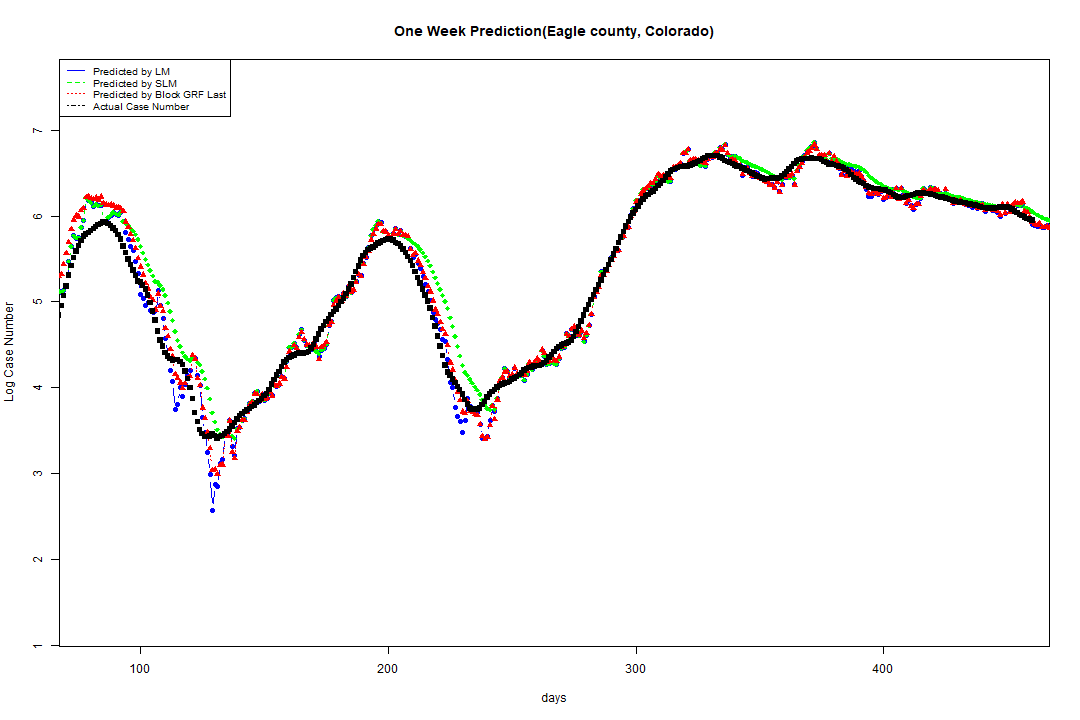 One Week Prediction(Eagle county, Colorado)
Predicted by LM
Predicted by SLM
Predicted by Block GRF Last
Actual Case Number
7
6
5
4
3
2
1
Log Case Number
100 200 300 400
days